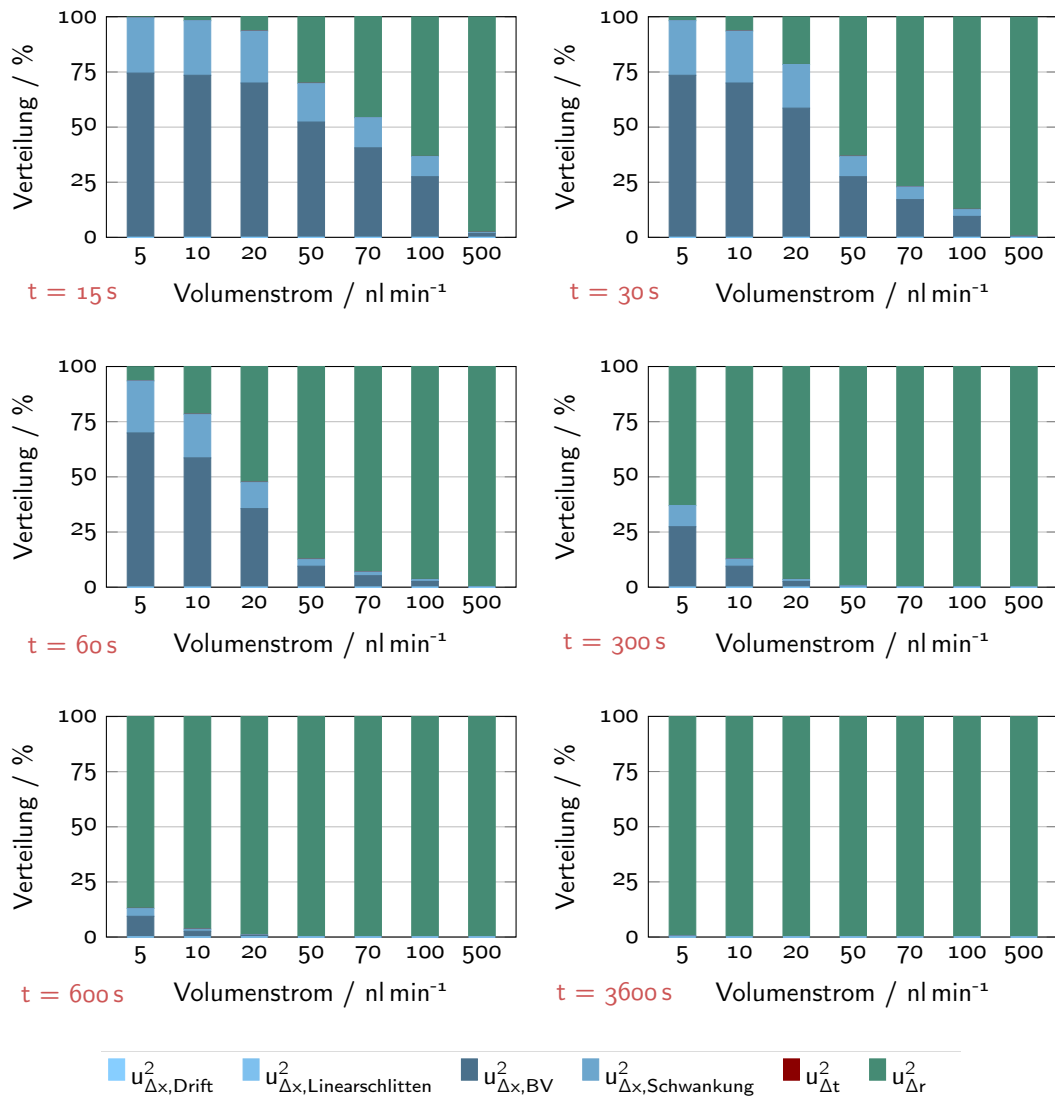 100
75
50
25
0
Verteilung / %
5 10 20 50 70 100 500
t = 15 s
Volumenstrom / nl min⁻¹
100
75
50
25
0
Verteilung / %
5 10 20 50 70 100 500
t = 30 s
Volumenstrom / nl min⁻¹
100
75
50
25
0
Verteilung / %
5 10 20 50 70 100 500
t = 60 s
Volumenstrom / nl min⁻¹
100
75
50
25
0
Verteilung / %
5 10 20 50 70 100 500
t = 300 s
Volumenstrom / nl min⁻¹
100
75
50
25
0
Verteilung / %
5 10 20 50 70 100 500
t = 600 s
Volumenstrom / nl min⁻¹
100
75
50
25
0
Verteilung / %
5 10 20 50 70 100 500
t = 3600 s
Volumenstrom / nl min⁻¹
u²Δx,Drift u²Δx,Linearschlitten u²Δx,BV u²Δx,Schwankung u²Δt u²Δr